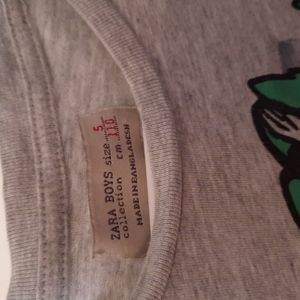 ZARA BOYS size 5
collection cm 110
MADE IN BANGLADESH